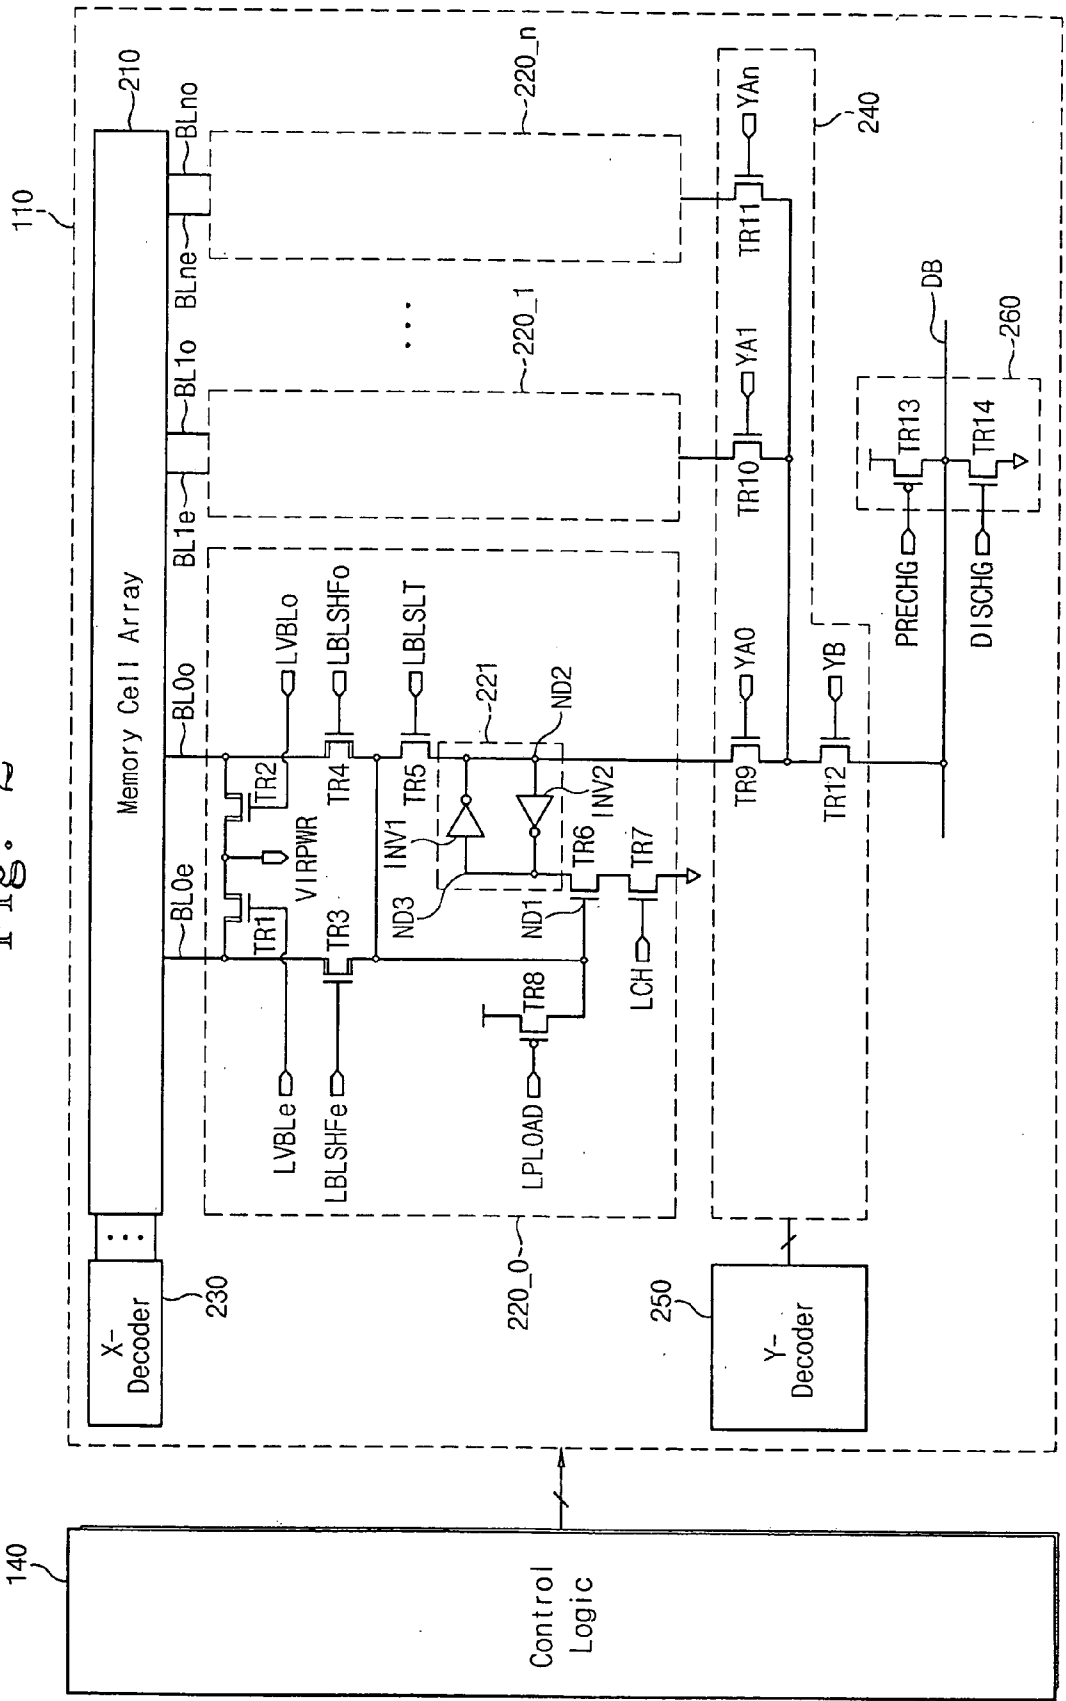 Fig. 2
110
140
Control
Logic
X-
Decoder
230
Memory Cell Array
210
BL0e
BL0o
BL1e
BL1o
BLne
BLno
TR1
TR2
VIRPWR
LVBLe
LVBLo
LBLSHFe
TR3
TR4
LBLSHFo
TR5
LBLSLT
221
INV1
INV2
ND2
ND3
ND1
TR6
TR7
LCH
TR8
LPLOAD
220_0
220_1
220_n
...
...
250
Y-
Decoder
240
TR9
YA0
TR10
YA1
TR11
YAn
TR12
YB
DB
260
PRECHG
TR13
DISCHG
TR14